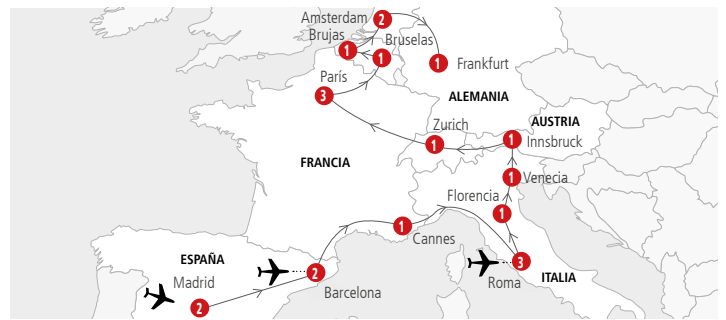 Amsterdam
2
Brujas
Bruselas
1
1
1
Frankfurt
París
3
ALEMANIA
Zurich
AUSTRIA
1
1
Innsbruck
FRANCIA
1
Venecia
Florencia
1
1
Cannes
ESPAÑA
Madrid
2
2
Barcelona
3
Roma
ITALIA